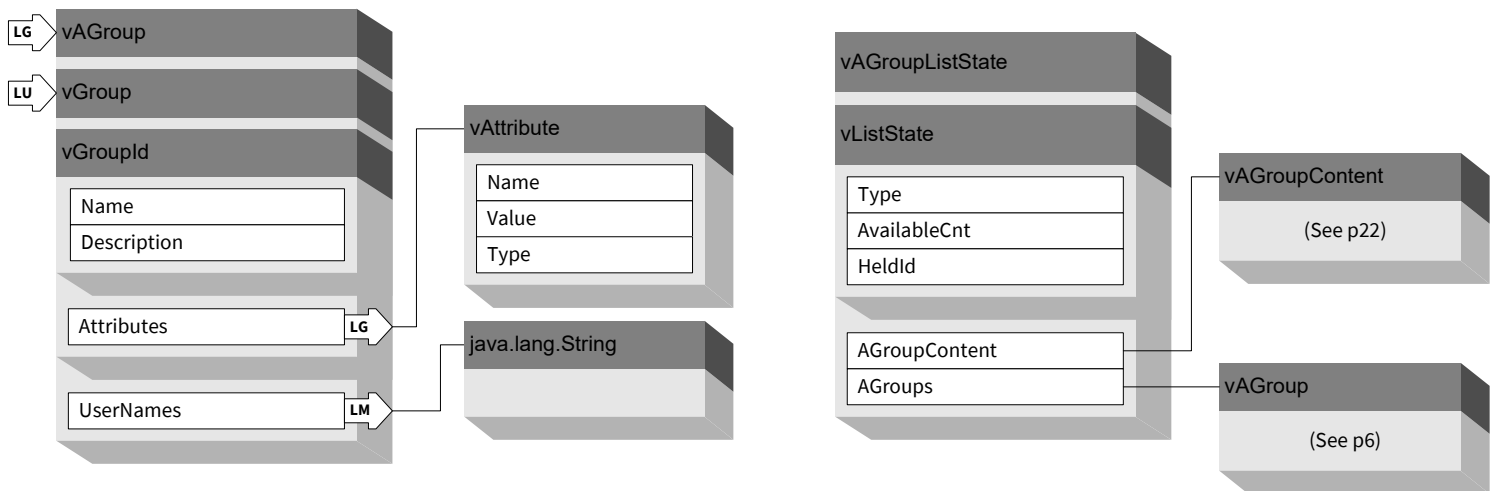 LG
vAGroup
LU
vGroup
vGroupId
Name
Description
Attributes
LG
UserNames
LM
vAttribute
Name
Value
Type
java.lang.String
vAGroupListState
vListState
Type
AvailableCnt
HeldId
AGroupContent
AGroups
vAGroupContent
(See p22)
vAGroup
(See p6)